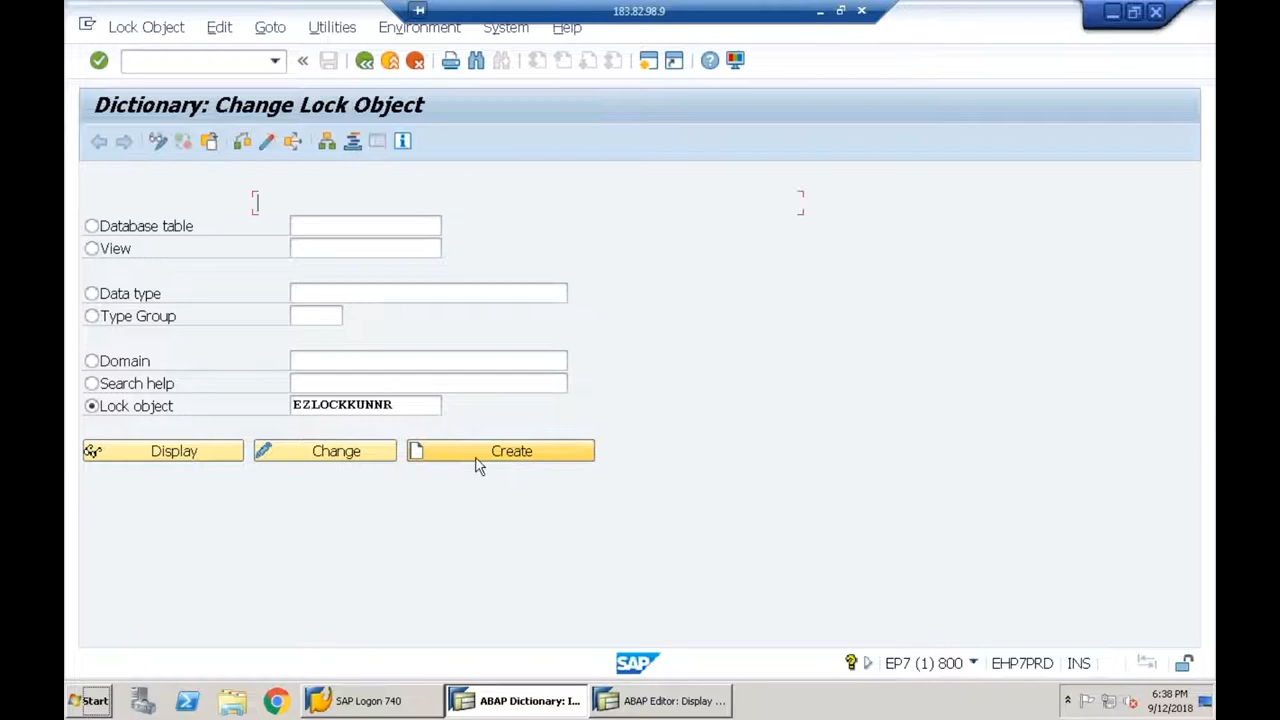 183.82.98.9
Lock Object Edit Goto Utilities Environment System Help
Dictionary: Change Lock Object
Database table
View
Data type
Type Group
Domain
Search help
Lock object EZLOCKKUNNR
Display Change Create
SAP EP7 (1) 800 EHP7PRD INS
Start SAP Logon 740 ABAP Dictionary: I... ABAP Editor: Display ... 6:38 PM
9/12/2018